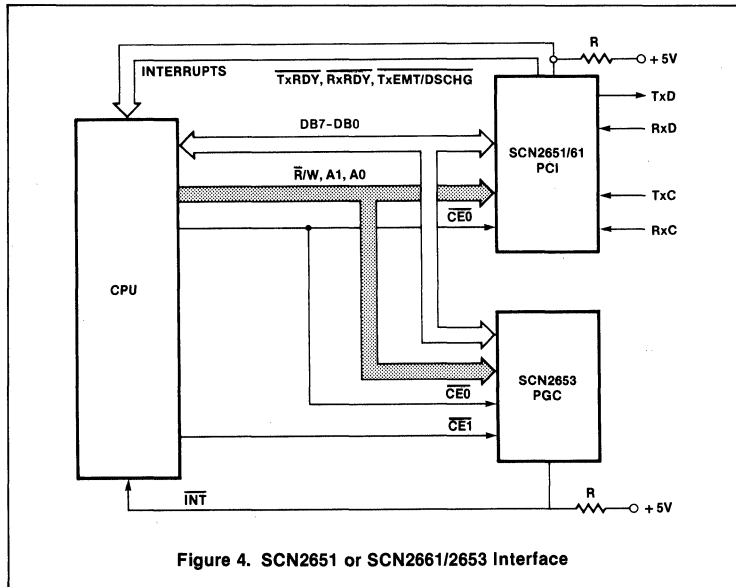 R
+ 5V
INTERRUPTS
TxRDY, RxRDY, TxEMT/DSCHG
TxD
DB7-DB0
RxD
SCN2651/61
PCI
R/W, A1, A0
TxC
CE0
RxC
CPU
SCN2653
PGC
CE0
CE1
INT
R
+ 5V
Figure 4. SCN2651 or SCN2661/2653 Interface